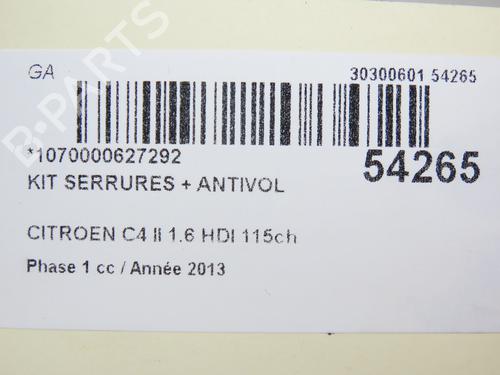 GA
30300601 54265
*1070000627292
54265
KIT SERRURES + ANTIVOL
CITROEN C4 II 1.6 HDI 115ch
Phase 1 cc / Année 2013
B-PARTS